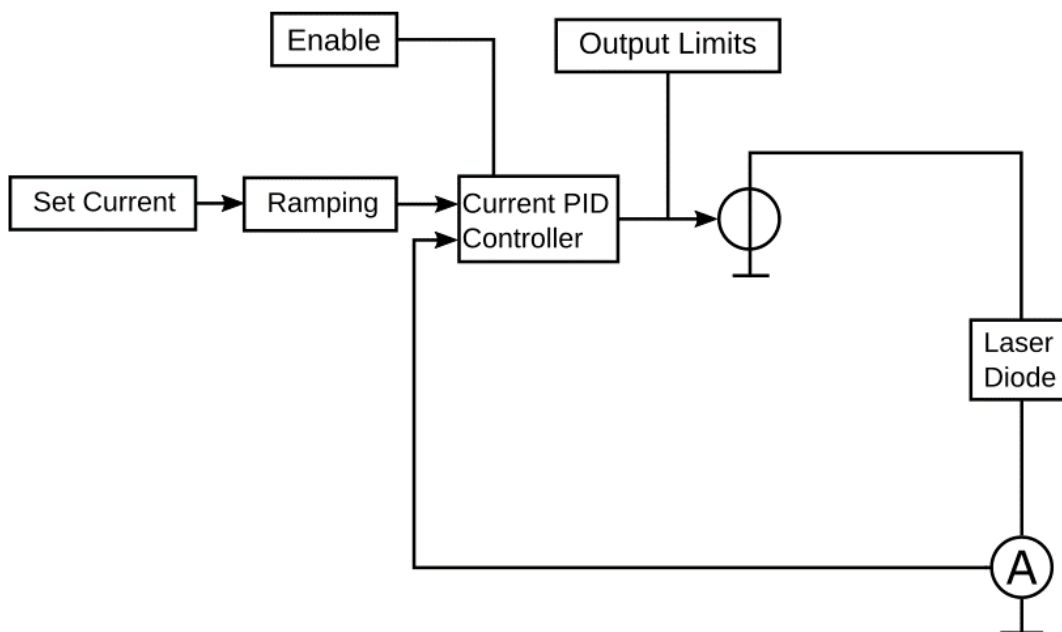 Enable
Output Limits
Set Current
Ramping
Current PID
Controller
Laser
Diode
A